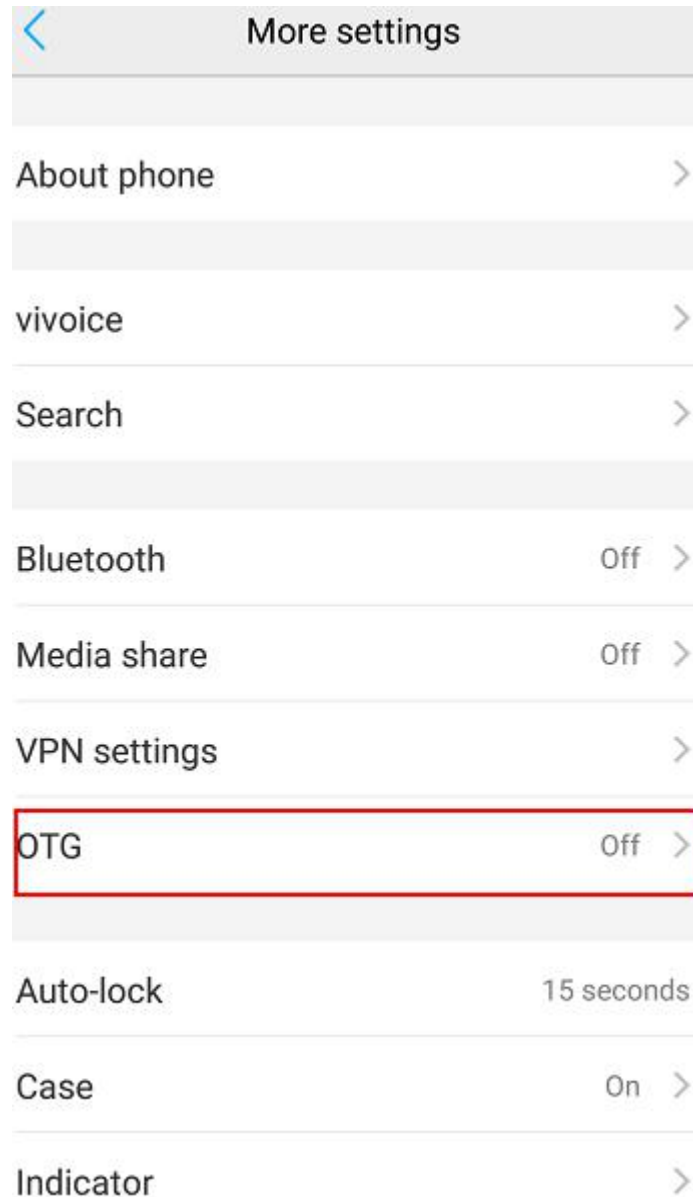 More settings
About phone
vivoice
Search
Bluetooth Off
Media share Off
VPN settings
OTG Off
Auto-lock 15 seconds
Case On
Indicator